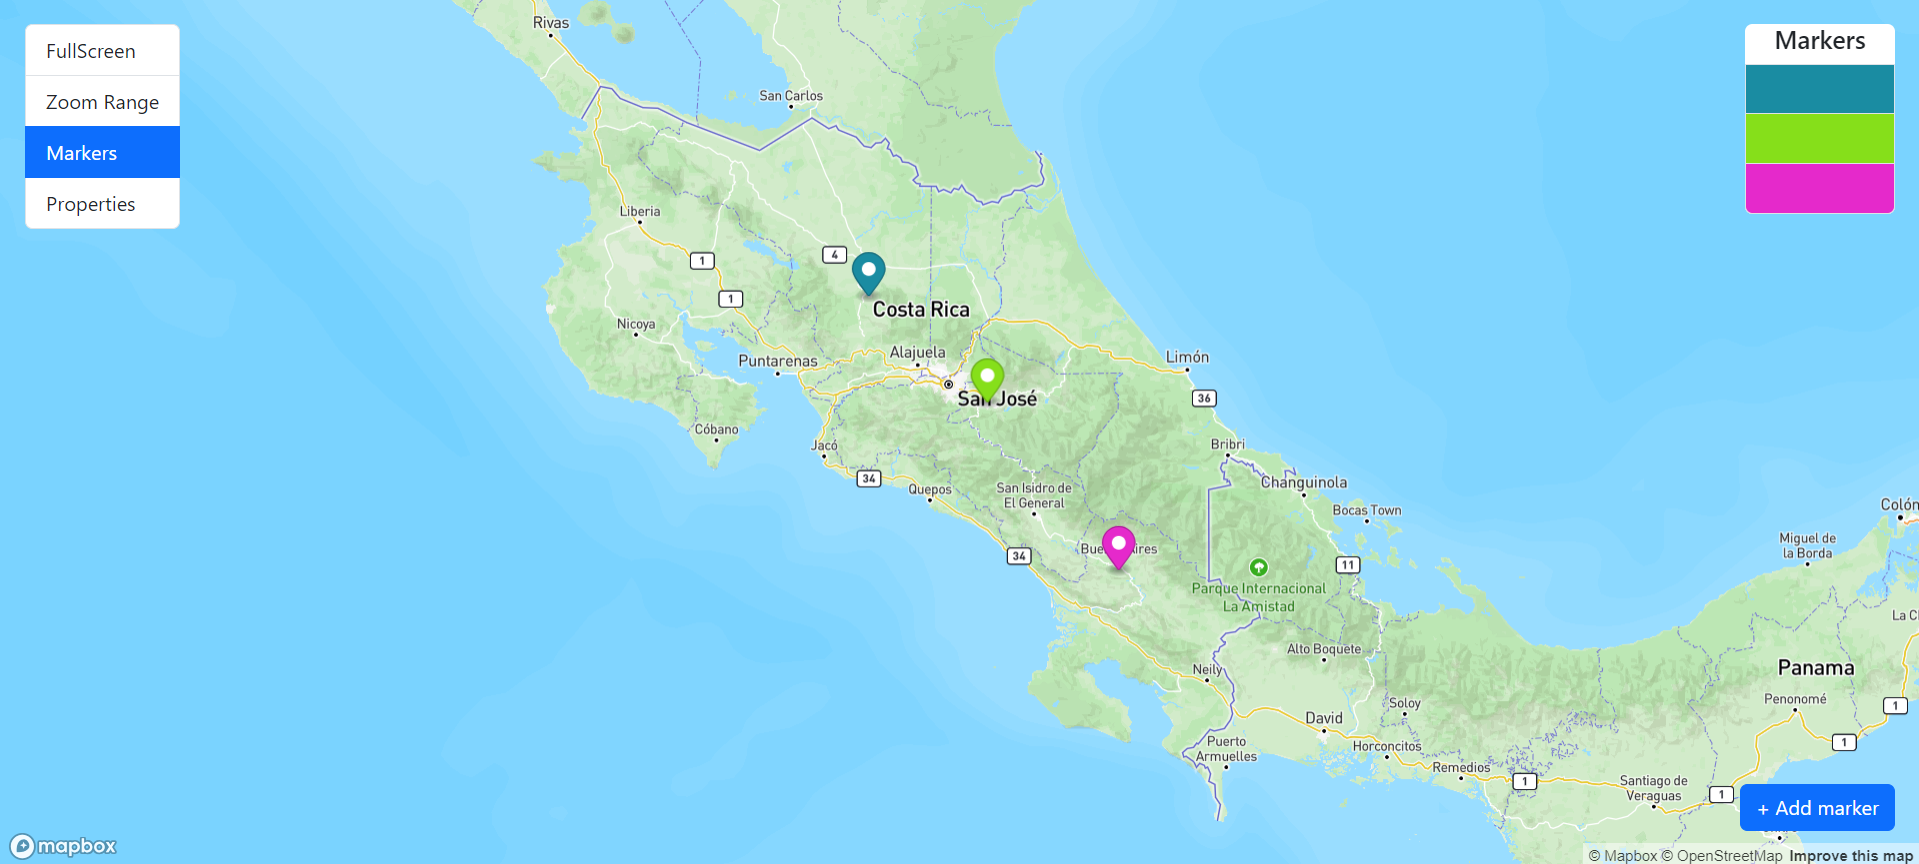 FullScreen
Zoom Range
Markers
Properties
Markers
Rivas
San Carlos
Liberia
4
1
1
Costa Rica
Nicoya
Alajuela
Puntarenas
Limón
San José
36
Cóbano
Jacó
Bribri
34
Quepos
San Isidro de
El General
Changuinola
Bocas Town
Colón
Miguel de
la Borda
34
11
Parque Internacional
La Amistad
Alto Boquete
Neily
Panama
Penonomé
1
Soloy
David
Puerto
Armuelles
Horconcitos
1
Remedios
1
Santiago de
Veraguas
1
+ Add marker
mapbox
© Mapbox © OpenStreetMap Improve this map